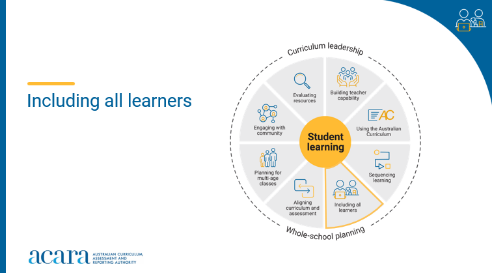 Including all learners
Curriculum leadership
Building teacher
capability
Using the Australian
Curriculum
AC
Sequencing
learning
Including all
learners
Aligning
curriculum and
assessment
Planning for
multi-age
classes
Engaging with
community
Evaluating
resources
Student
learning
Whole-school planning
acara
AUSTRALIAN CURRICULUM,
ASSESSMENT AND
REPORTING AUTHORITY